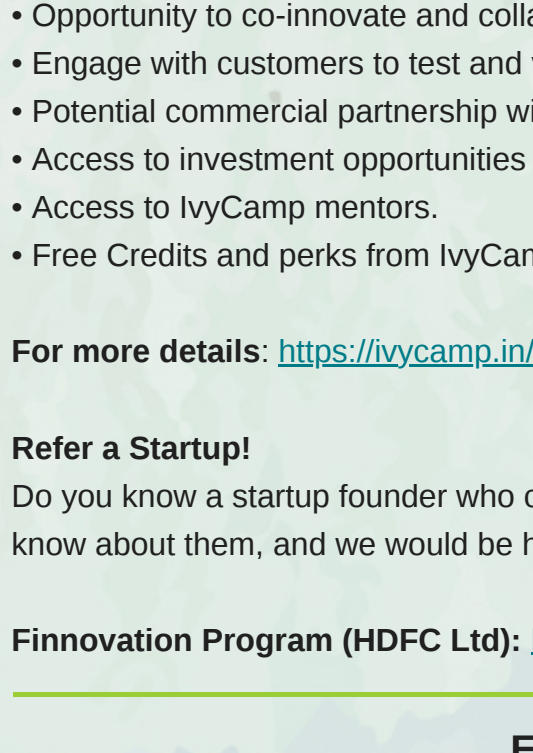 • Opportunity to co-innovate and
• Engage with customers to test and
• Potential commercial partnership
• Access to investment opportunities
• Access to IvyCamp mentors.
• Free Credits and perks from
For more details: https://ivycamp.in/
Refer a Startup!
Do you know a startup founder who
know about them, and we would be
Finnovation Program (HDFC Ltd):